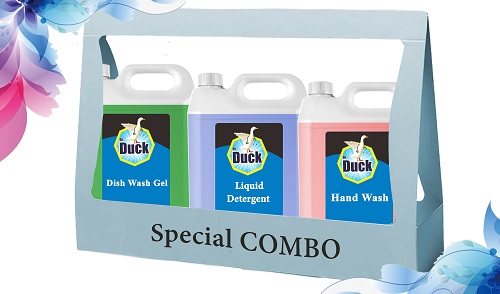 Duck
Dish Wash Gel
Duck
Liquid
Detergent
Duck
Hand Wash
Special COMBO